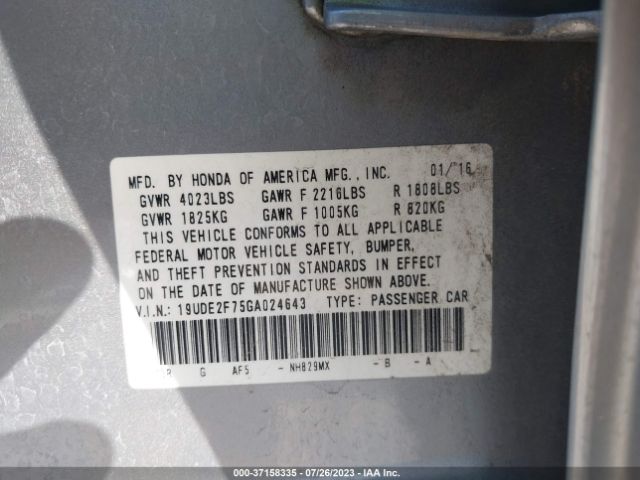 MFD. BY HONDA OF AMERICA MFG., INC. 01/16
GVWR 4023LBS GAWR F 2216LBS R 1808LBS
GVWR 1825KG GAWR F 1005KG R 820KG
THIS VEHICLE CONFORMS TO ALL APPLICABLE
FEDERAL MOTOR VEHICLE SAFETY, BUMPER,
AND THEFT PREVENTION STANDARDS IN EFFECT
ON THE DATE OF MANUFACTURE SHOWN ABOVE.
V.I.N.: 19UDE2F75GA024643 TYPE: PASSENGER CAR
G AF5 - NH829MX - B - A
000-37158335 / 07/26/2023 / IAA Inc.